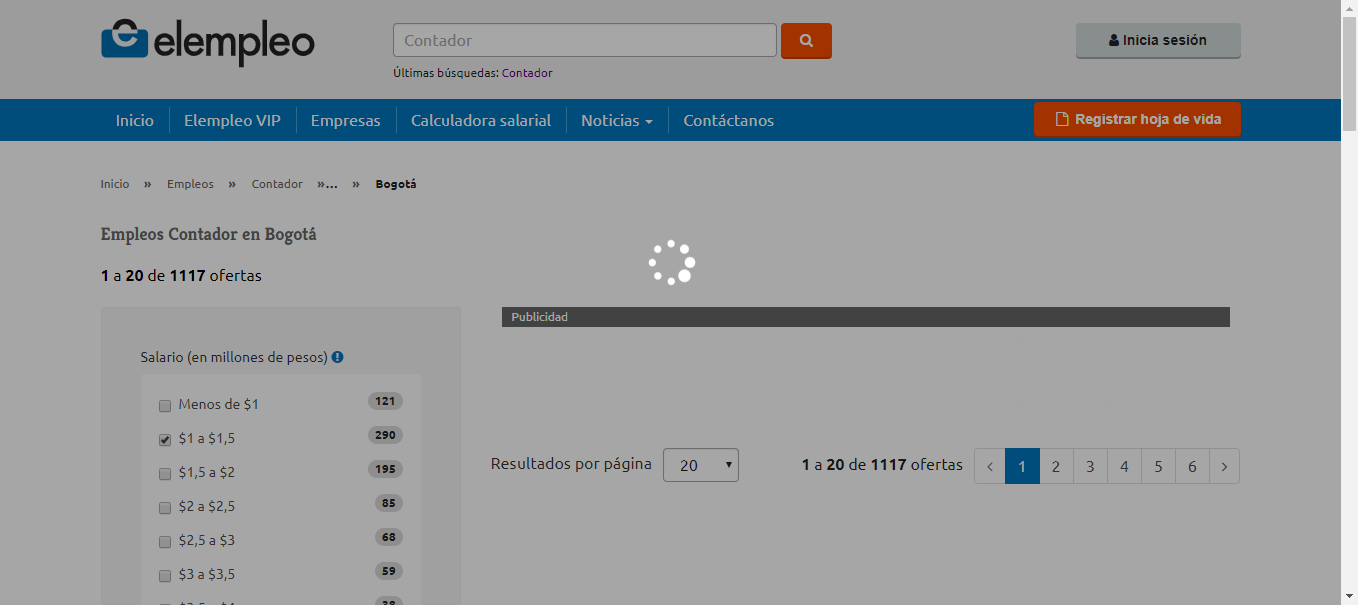 elempleo
Contador
Inicia sesión
Últimas búsquedas: Contador
Inicio
Elempleo VIP
Empresas
Calculadora salarial
Noticias
Contáctanos
Registrar hoja de vida
Inicio » Empleos » Contador »... » Bogotá
Empleos Contador en Bogotá
1 a 20 de 1117 ofertas
Publicidad
Salario (en millones de pesos)
Menos de $1 121
$1 a $1,5 290
$1,5 a $2 195
$2 a $2,5 85
$2,5 a $3 68
$3 a $3,5 59
Resultados por página 20
1 a 20 de 1117 ofertas
‹ 1 2 3 4 5 6 ›